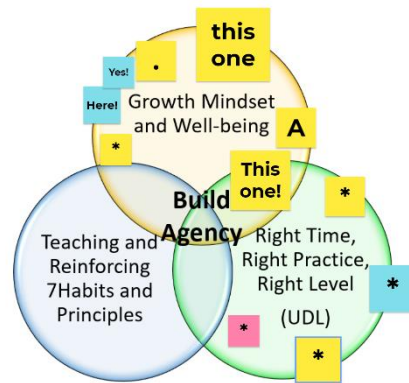 this
one
.
Yes!
Here!
Growth Mindset
and Well-being
A
*
This
one!
*
Build
Agency
Teaching and
Reinforcing
7Habits and
Principles
Right Time,
Right Practice,
Right Level
(UDL)
*
*
*